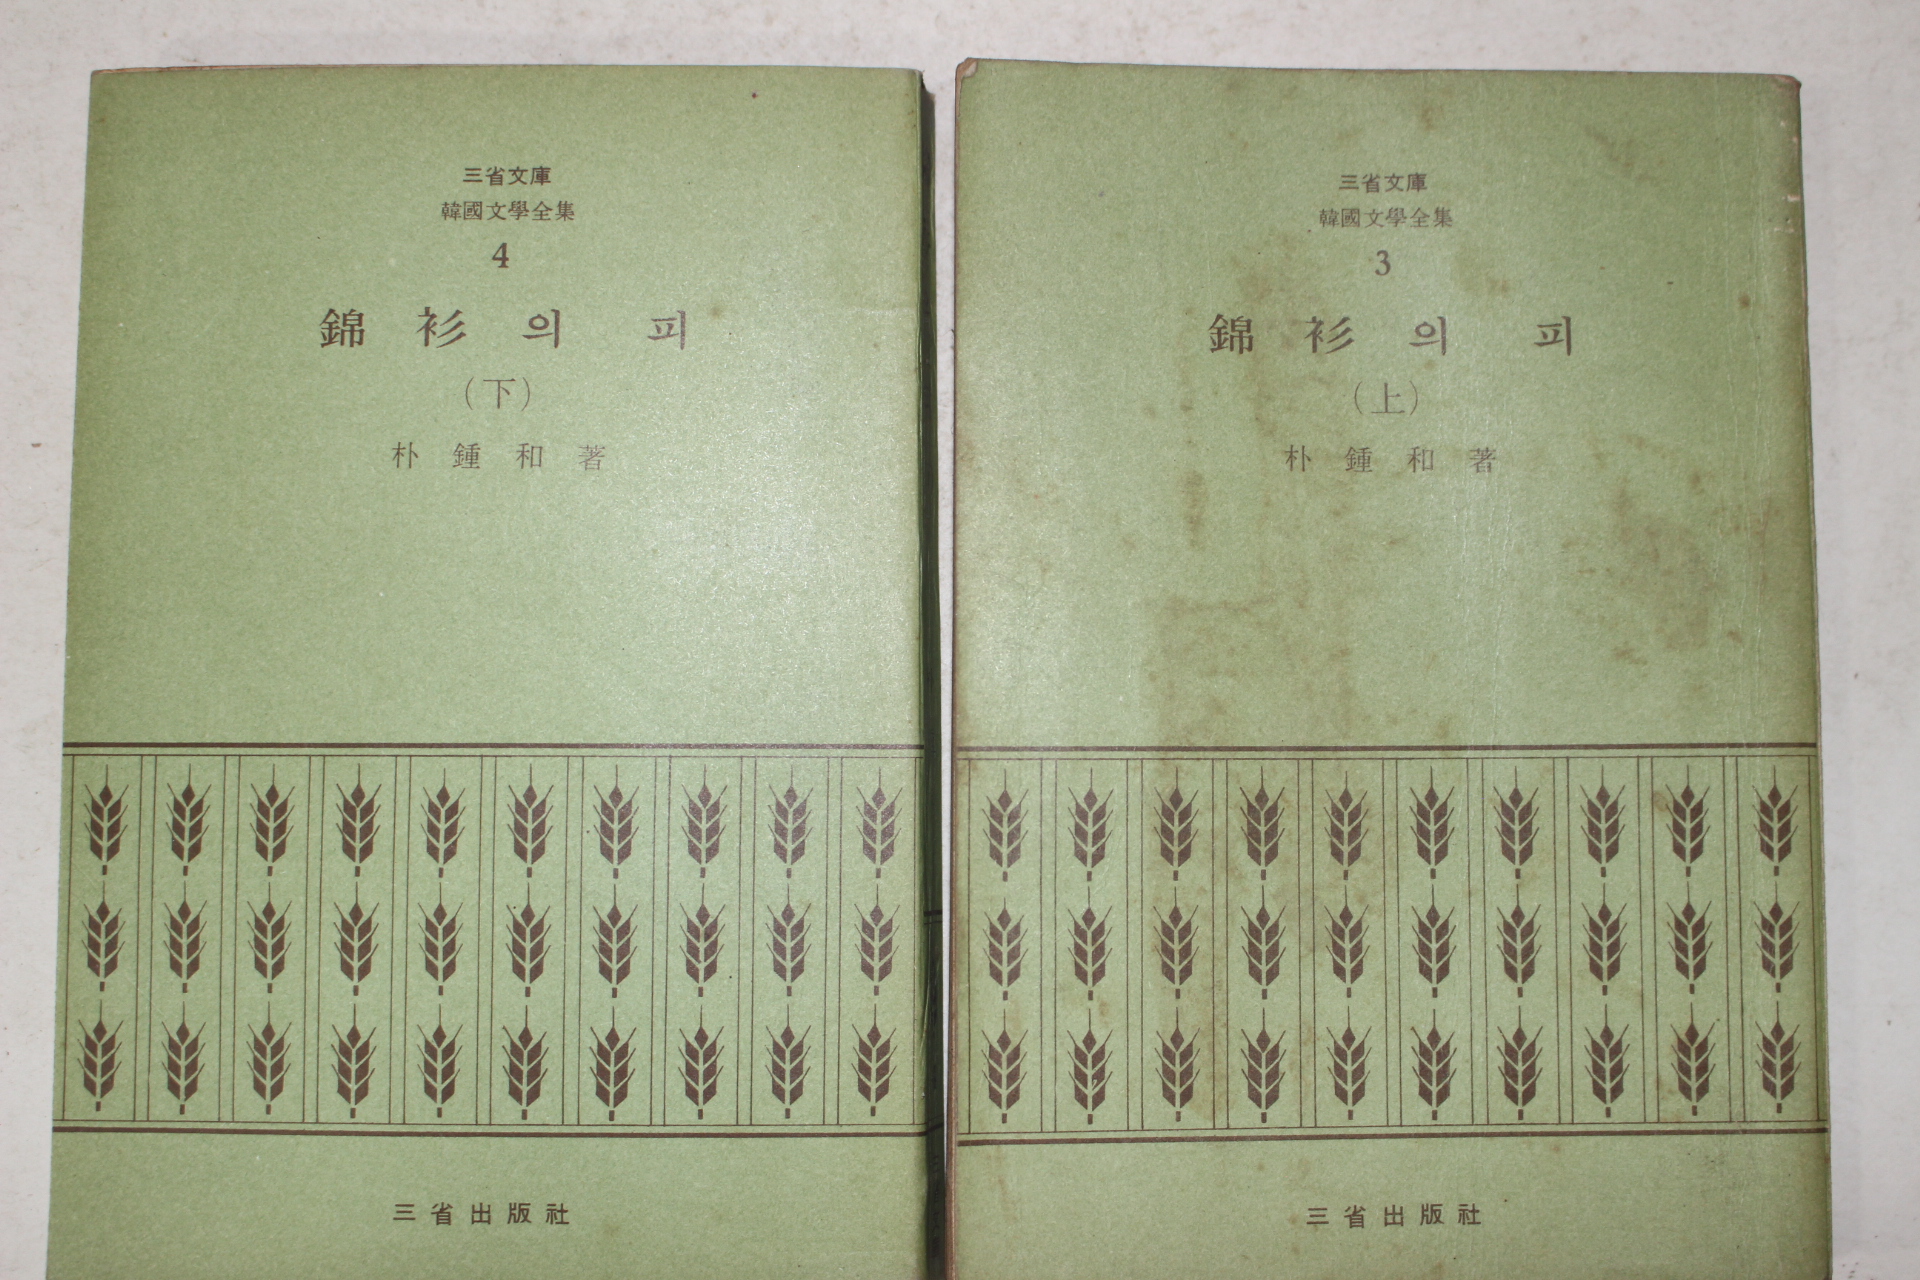 三省文庫
韓國文學全集
4
錦衫의 피
(下)
朴鍾和著
三省出版社
三省文庫
韓國文學全集
3
錦衫의 피
(上)
朴鍾和著
三省出版社